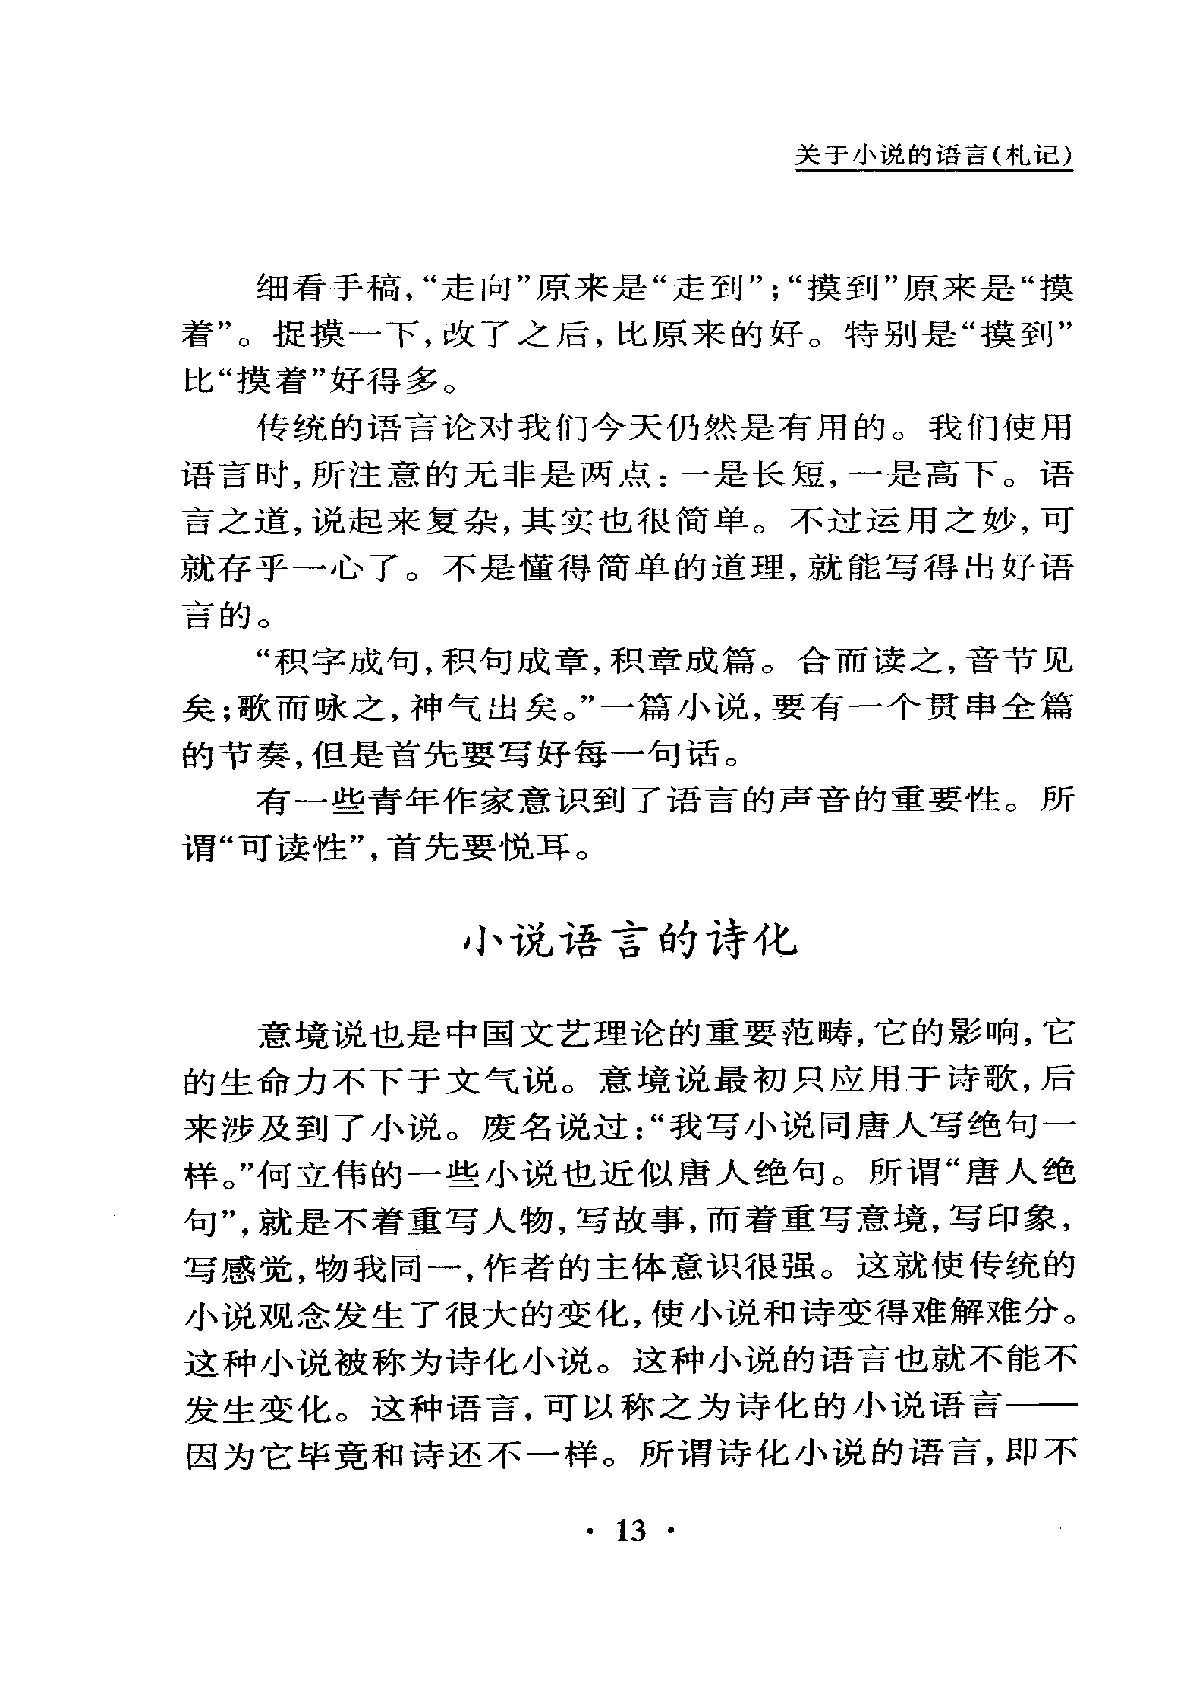 关于小说的语言(札记)
细看手稿,“走向”原来是“走到”;“摸到”原来是“摸
着”。捉摸一下,改了之后,比原来的好。特别是“摸到”
比“摸着”好得多。
传统的语言论对我们今天仍然是有用的。我们使用
语言时,所注意的无非是两点:一是长短,一是高下。语
言之道,说起来复杂,其实也很简单。不过运用之妙,可
就存乎一心了。不是懂得简单的道理,就能写得出好语
言的。
“积字成句,积句成章,积章成篇。合而读之,音节见
矣;歌而咏之,神气出矣。”一篇小说,要有一个贯串全篇
的节奏,但是首先要写好每一句话。
有一些青年作家意识到了语言的声音的重要性。所
谓“可读性”,首先要悦耳。
小说语言的诗化
意境说也是中国文艺理论的重要范畴,它的影响,它
的生命力不下于文气说。意境说最初只应用于诗歌,后
来涉及到了小说。废名说过:“我写小说同唐人写绝句一
样。”何立伟的一些小说也近似唐人绝句。所谓“唐人绝
句”,就是不着重写人物,写故事,而着重写意境,写印象,
写感觉,物我同一,作者的主体意识很强。这就使传统的
小说观念发生了很大的变化,使小说和诗变得难解难分。
这种小说被称为诗化小说。这种小说的语言也就不能不
发生变化。这种语言,可以称之为诗化的小说语言——
因为它毕竟和诗还不一样。所谓诗化小说的语言,即不
· 13 ·